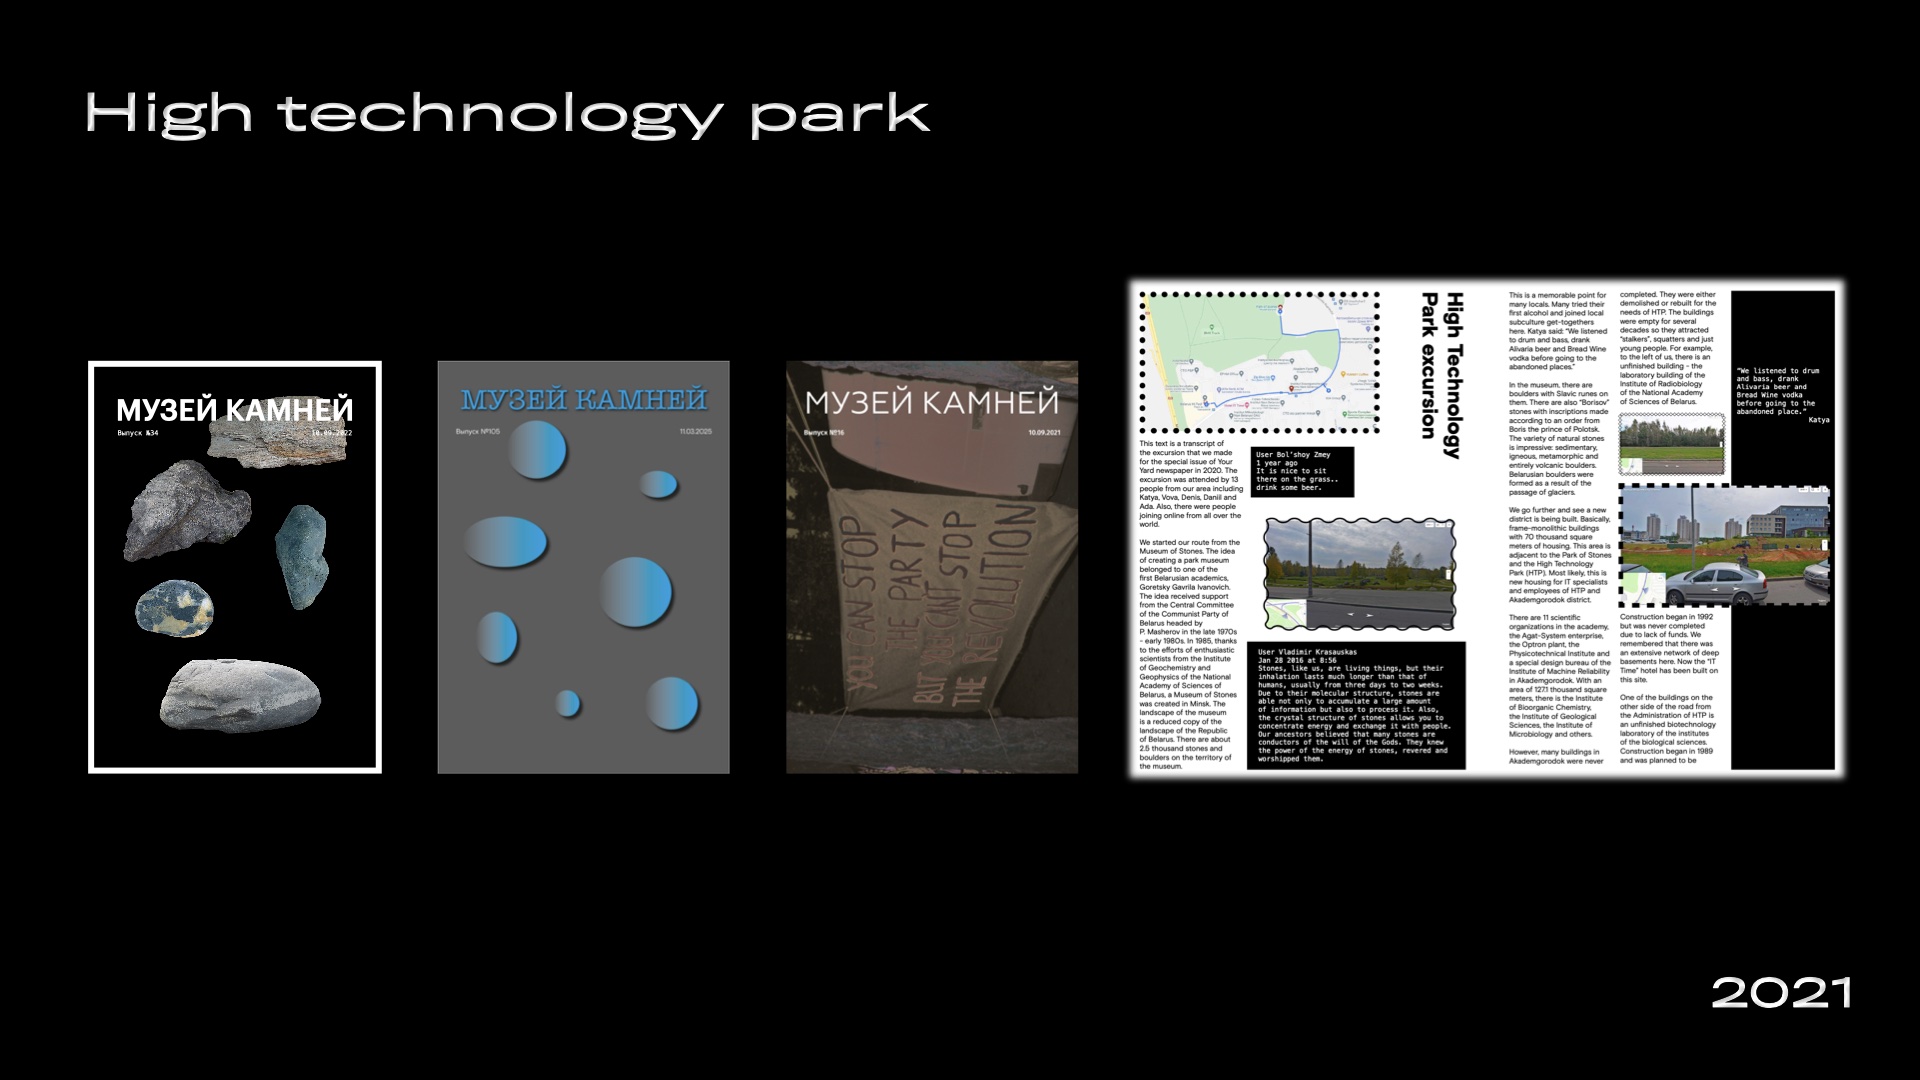 High technology park
МУЗЕЙ КАМНЕЙ
Выпуск №34
10.09.2022
МУЗЕЙ КАМНЕЙ
Выпуск №105
11.03.2025
МУЗЕЙ КАМНЕЙ
Выпуск №16
10.09.2021
YOU CAN STOP
THE PARTY
BUT YOU CANT STOP
THE REVOLUTION
High Technology
Park excursion
This text is a transcript of
the excursion that we made
for the special issue of Your
Yard newspaper in 2020. The
excursion was attended by 13
people from our area including
Katya, Vova, Denis, Daniil and
Ada. Also, there were people
joining online from all over the
world.
We started our route from the
Museum of Stones. The idea
of creating a park museum
belonged to one of the
first Belarusian academics,
Goretsky Gavrila Ivanovich.
The idea received support
from the Central Committee
of the Communist Party of
Belarus headed by
P. Masherov in the late 1970s
- early 1980s. In 1985, thanks
to the efforts of enthusiastic
scientists from the Institute
of Geochemistry and
Geophysics of the National
Academy of Sciences of
Belarus, a Museum of Stones
was created in Minsk. The
landscape of the museum
is a reduced copy of the
landscape of the Republic
of Belarus. There are about
2.5 thousand stones and
boulders on the territory of
the museum.
User Bol'shoy Zmey
1 year ago
It is nice to sit
there on the grass..
drink some beer.
User Vladimir Krasauskas
Jan 28 2016 at 8:56
Stones, like us, are living things, but their
inhalation lasts much longer than that of
humans, usually from three days to two weeks.
Due to their molecular structure, stones are
able not only to accumulate a large amount
of information but also to process it. Also,
the crystal structure of stones allows you to
concentrate energy and exchange it with people.
Our ancestors believed that many stones are
conductors of the will of the Gods. They knew
the power of the energy of stones, revered and
worshipped them.
This is a memorable point for
many locals. Many tried their
first alcohol and joined local
subculture get-togethers
here. Katya said: "We listened
to drum and bass, drank
Alivaria beer and Bread Wine
vodka before going to the
abandoned places."
In the museum, there are
boulders with Slavic runes on
them. There are also "Borisov"
stones with inscriptions made
according to an order from
Boris the prince of Polotsk.
The variety of natural stones
is impressive: sedimentary,
igneous, metamorphic and
entirely volcanic boulders.
Belarusian boulders were
formed as a result of the
passage of glaciers.
We go further and see a new
district is being built. Basically,
frame-monolithic buildings
with 70 thousand square
meters of housing. This area is
adjacent to the Park of Stones
and the High Technology
Park (HTP). Most likely, this is
new housing for IT specialists
and employees of HTP and
Akademgorodok district.
There are 11 scientific
organizations in the academy,
the Agat-System enterprise,
the Optron plant, the
Physicotechnical Institute and
a special design bureau of the
Institute of Machine Reliability
in Akademgorodok. With an
area of 127.1 thousand square
meters, there is the Institute
of Bioorganic Chemistry,
the Institute of Geological
Sciences, the Institute of
Microbiology and others.
However, many buildings in
Akademgorodok were never
completed. They were either
demolished or rebuilt for the
needs of HTP. The buildings
were empty for several
decades so they attracted
"stalkers", squatters and just
young people. For example,
to the left of us, there is an
unfinished building - the
laboratory building of the
Institute of Radiobiology
of the National Academy
of Sciences of Belarus.
Construction began in 1992
but was never completed
due to lack of funds. We
remembered that there was
an extensive network of deep
basements here. Now the "IT
Time" hotel has been built on
this site.
One of the buildings on the
other side of the road from
the Administration of HTP is
an unfinished biotechnology
laboratory of the institutes
of the biological sciences.
Construction began in 1989
and was planned to be
"We listened to drum
and bass, drank
Alivaria beer and
Bread Wine vodka
before going to the
abandoned place."
Katya
2021